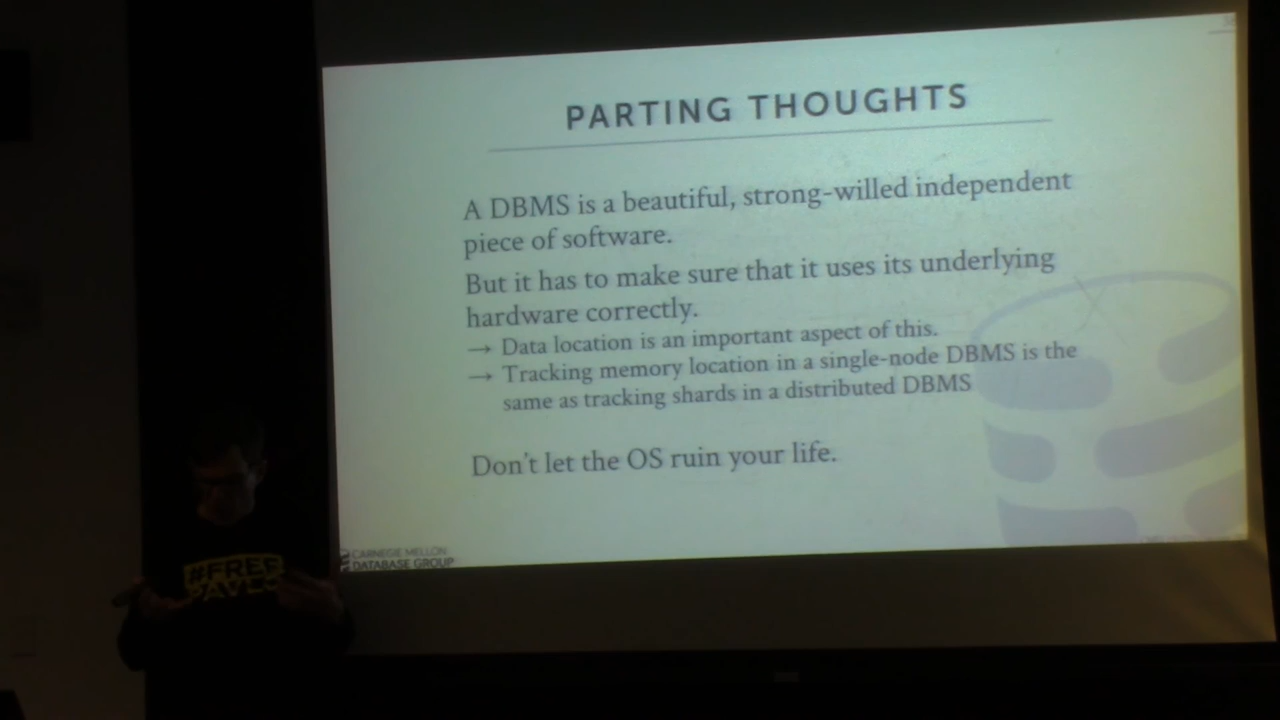 PARTING THOUGHTS
A DBMS is a beautiful, strong-willed independent
piece of software.
But it has to make sure that it uses its underlying
hardware correctly.
→ Data location is an important aspect of this.
→ Tracking memory location in a single-node DBMS is the
same as tracking shards in a distributed DBMS
Don't let the OS ruin your life.
CARNEGIE MELLON
DATABASE GROUP
#FREE
PAVLO